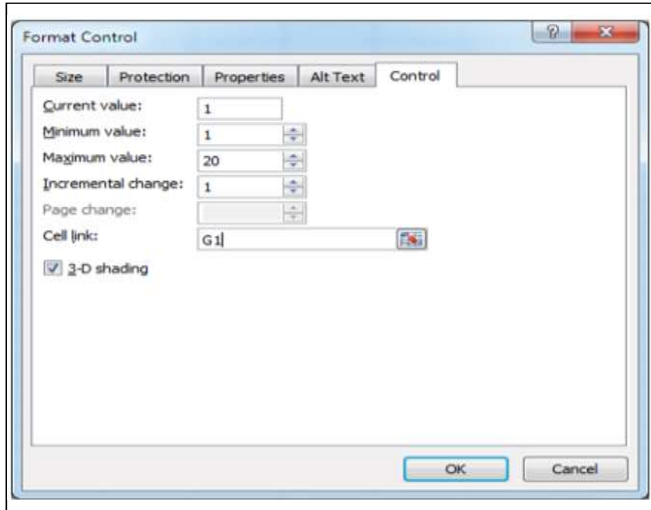 Format Control
Size Protection Properties Alt Text Control
Current value: 1
Minimum value: 1
Maximum value: 20
Incremental change: 1
Page change:
Cell link: G1
3-D shading
OK Cancel